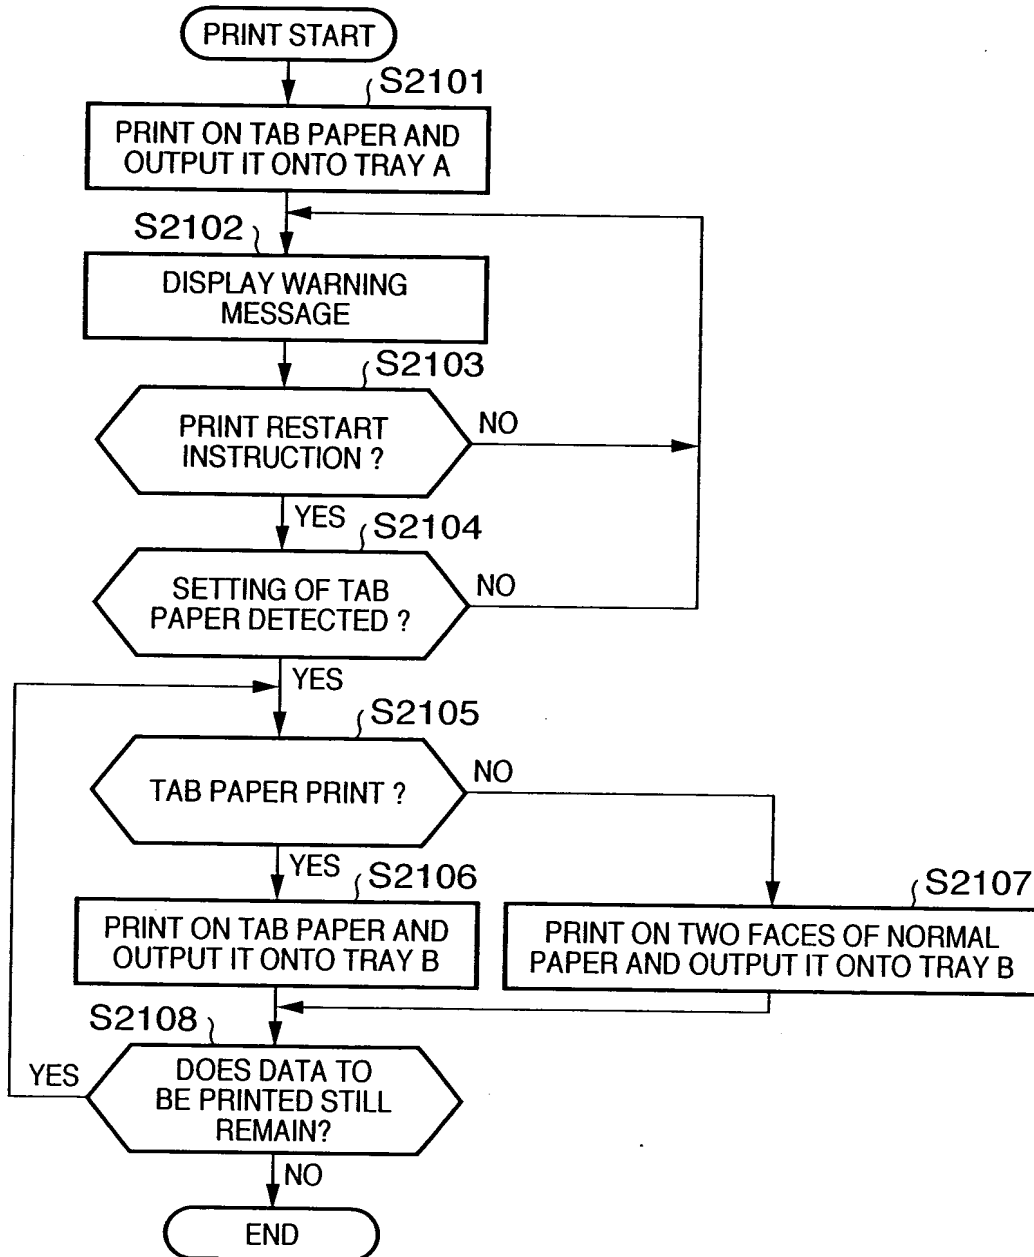 PRINT START
S2101
PRINT ON TAB PAPER AND
OUTPUT IT ONTO TRAY A
S2102
DISPLAY WARNING
MESSAGE
S2103
PRINT RESTART
INSTRUCTION ?
NO
YES
S2104
SETTING OF TAB
PAPER DETECTED ?
NO
YES
S2105
TAB PAPER PRINT ?
NO
YES
S2106
PRINT ON TAB PAPER AND
OUTPUT IT ONTO TRAY B
S2107
PRINT ON TWO FACES OF NORMAL
PAPER AND OUTPUT IT ONTO TRAY B
S2108
DOES DATA TO
BE PRINTED STILL
REMAIN?
YES
NO
END